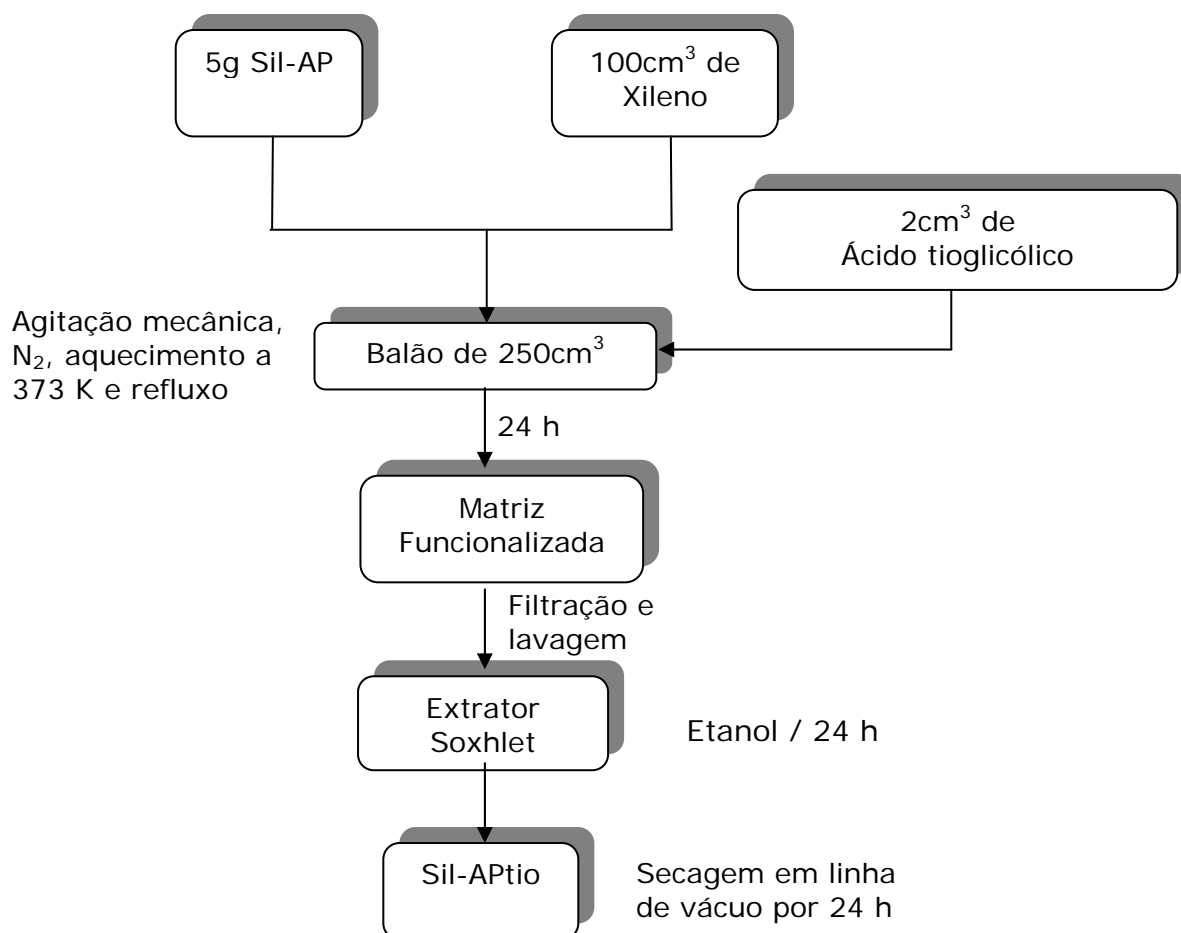 5g Sil-AP
100cm³ de
Xileno
2cm³ de
Ácido tioglicólico
Agitação mecânica,
N₂, aquecimento a
373 K e refluxo
Balão de 250cm³
24 h
Matriz
Funcionalizada
Filtração e
lavagem
Extrator
Soxhlet
Etanol / 24 h
Sil-APtio
Secagem em linha
de vácuo por 24 h